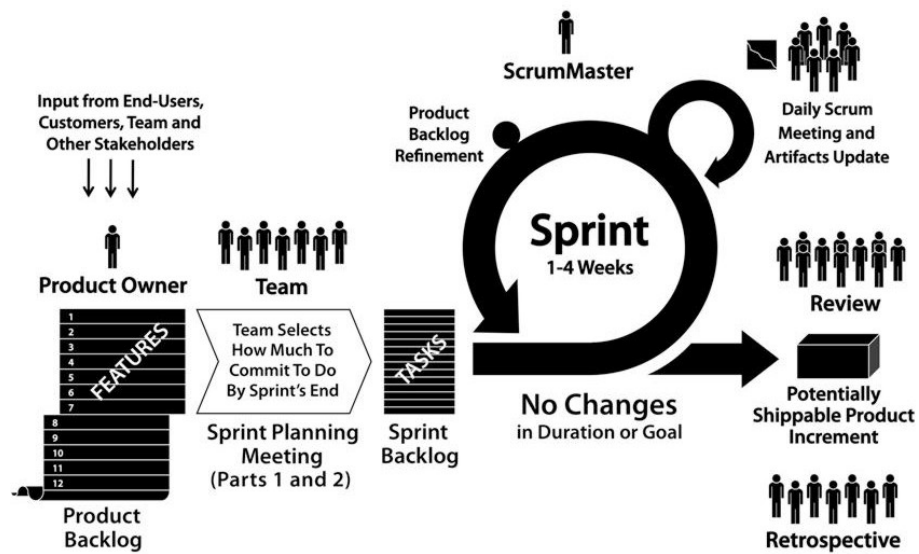 Input from End-Users,
Customers, Team and
Other Stakeholders
Product Owner
1
2
3
4
5
6
7
FEATURES
8
9
10
11
12
Product
Backlog
Team
Team Selects
How Much To
Commit To Do
By Sprint's End
Sprint Planning
Meeting
(Parts 1 and 2)
TASKS
Sprint
Backlog
ScrumMaster
Product
Backlog
Refinement
Sprint
1-4 Weeks
No Changes
in Duration or Goal
Daily Scrum
Meeting and
Artifacts Update
Review
Potentially
Shippable Product
Increment
Retrospective